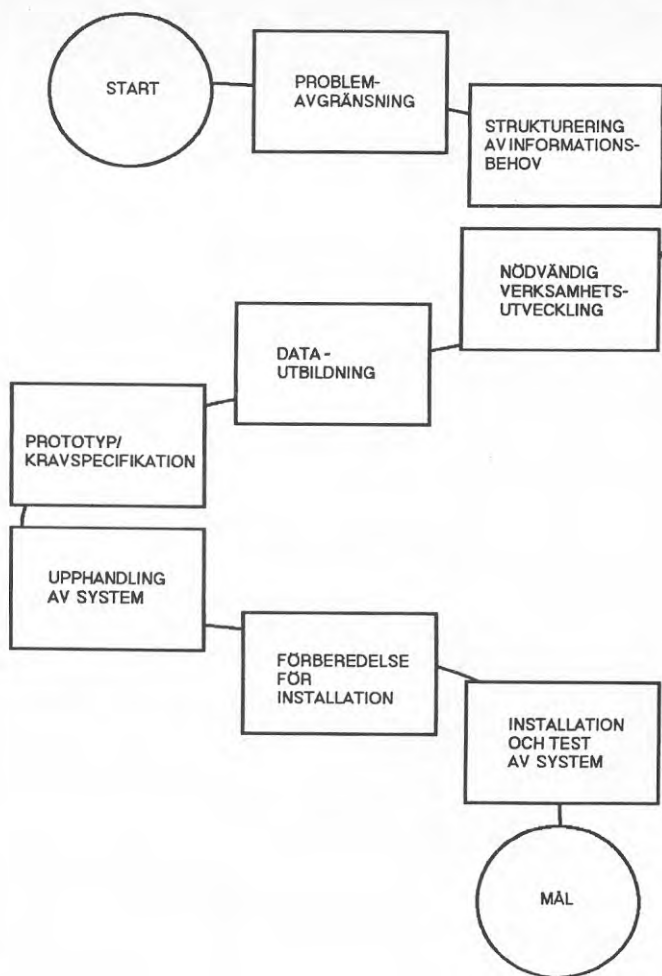 START
PROBLEM-
AVGRÄNSNING
STRUKTURERING
AV INFORMATIONS-
BEHOV
NÖDVÄNDIG
VERKSAMHETS-
UTVECKLING
DATA-
UTBILDNING
PROTOTYP/
KRAVSPECIFIKATION
UPPHANDLING
AV SYSTEM
FÖRBEREDELSE
FÖR
INSTALLATION
INSTALLATION
OCH TEST
AV SYSTEM
MÅL